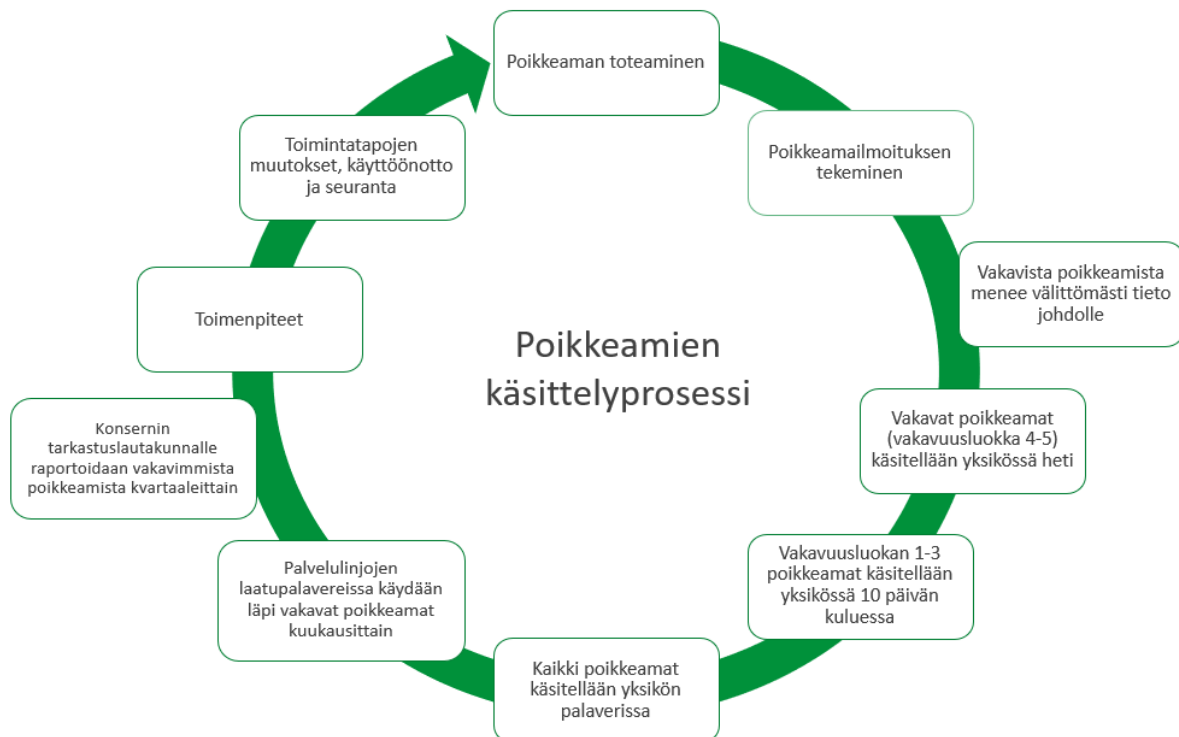 Poikkeaman toteaminen
Poikkeamailmoituksen
tekeminen
Vakavista poikkeamista
menee välittömästi tieto
johdolle
Vakavat poikkeamat
(vakavuusluokka 4-5)
käsitellään yksikössä heti
Vakavuusluokan 1-3
poikkeamat käsitellään
yksikössä 10 päivän
kuluessa
Kaikki poikkeamat
käsitellään yksikön
palaverissa
Palvelulinjojen
laatupalavereissa käydään
läpi vakavat poikkeamat
kuukausittain
Konsernin
tarkastuslautakunnalle
raportoidaan vakavimmista
poikkeamista kvartaaleittain
Toimenpiteet
Toimintatapojen
muutokset, käyttöönotto
ja seuranta
Poikkeamien
käsittelyprosessi